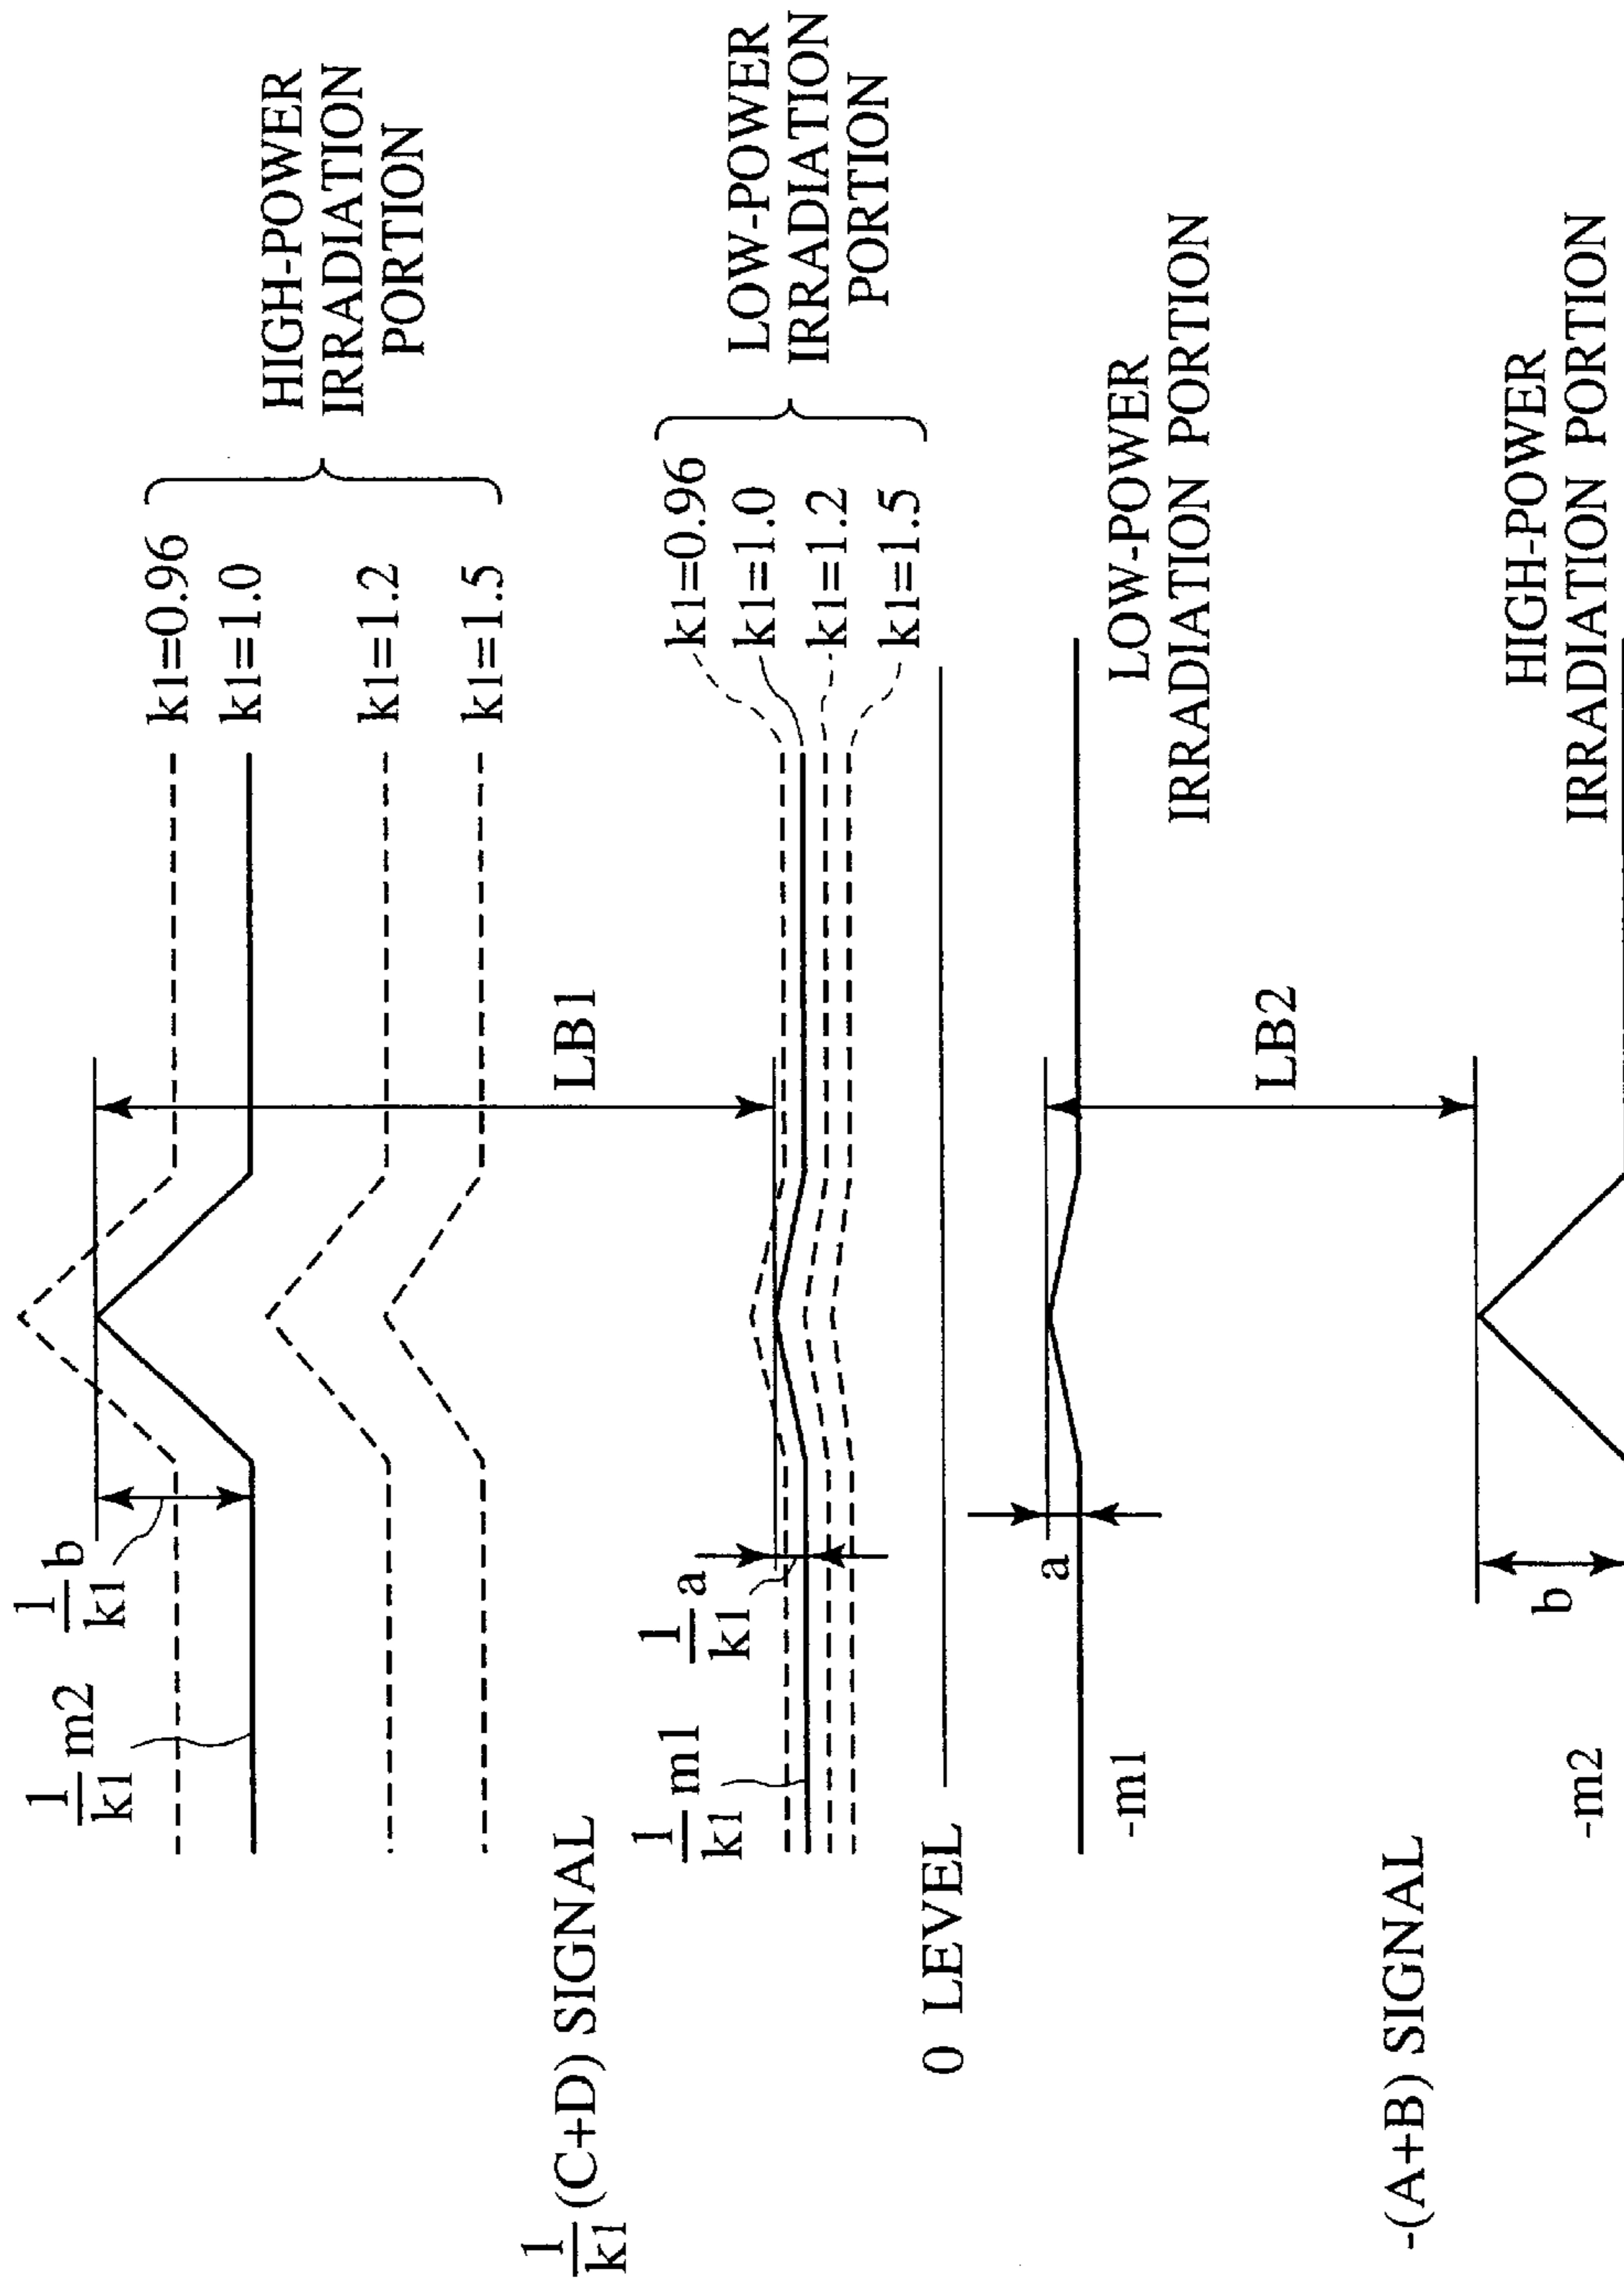 1/k1 m2
1/k1 b
k1=0.96
k1=1.0
k1=1.2
k1=1.5
HIGH-POWER
IRRADIATION
PORTION
1/k1 (C+D) SIGNAL
LB1
1/k1 m1
1/k1 a
k1=0.96
k1=1.0
k1=1.2
k1=1.5
LOW-POWER
IRRADIATION
PORTION
0 LEVEL
-m1
a
LOW-POWER
IRRADIATION PORTION
LB2
-(A+B) SIGNAL
-m2
b
HIGH-POWER
IRRADIATION PORTION